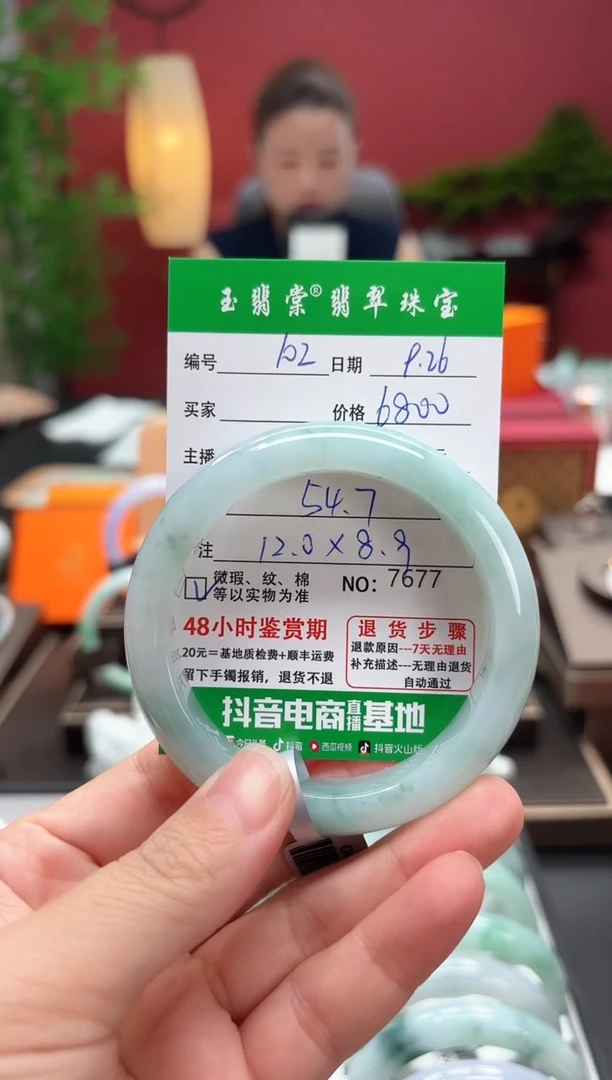 玉翡棠®翡翠珠宝
编号 102 日期 9.26
买家 价格 6800
主播
54.7
注 12.0×8.9
微瑕、纹、棉
等以实物为准
NO: 7677
48小时鉴赏期
20元=基地质检费+顺丰运费
留下手镯报销，退货不退
退货步骤
退款原因---7天无理由
补充描述---无理由退货
自动通过
抖音电商直播基地
今日头条 抖音 西瓜视频 抖音火山版